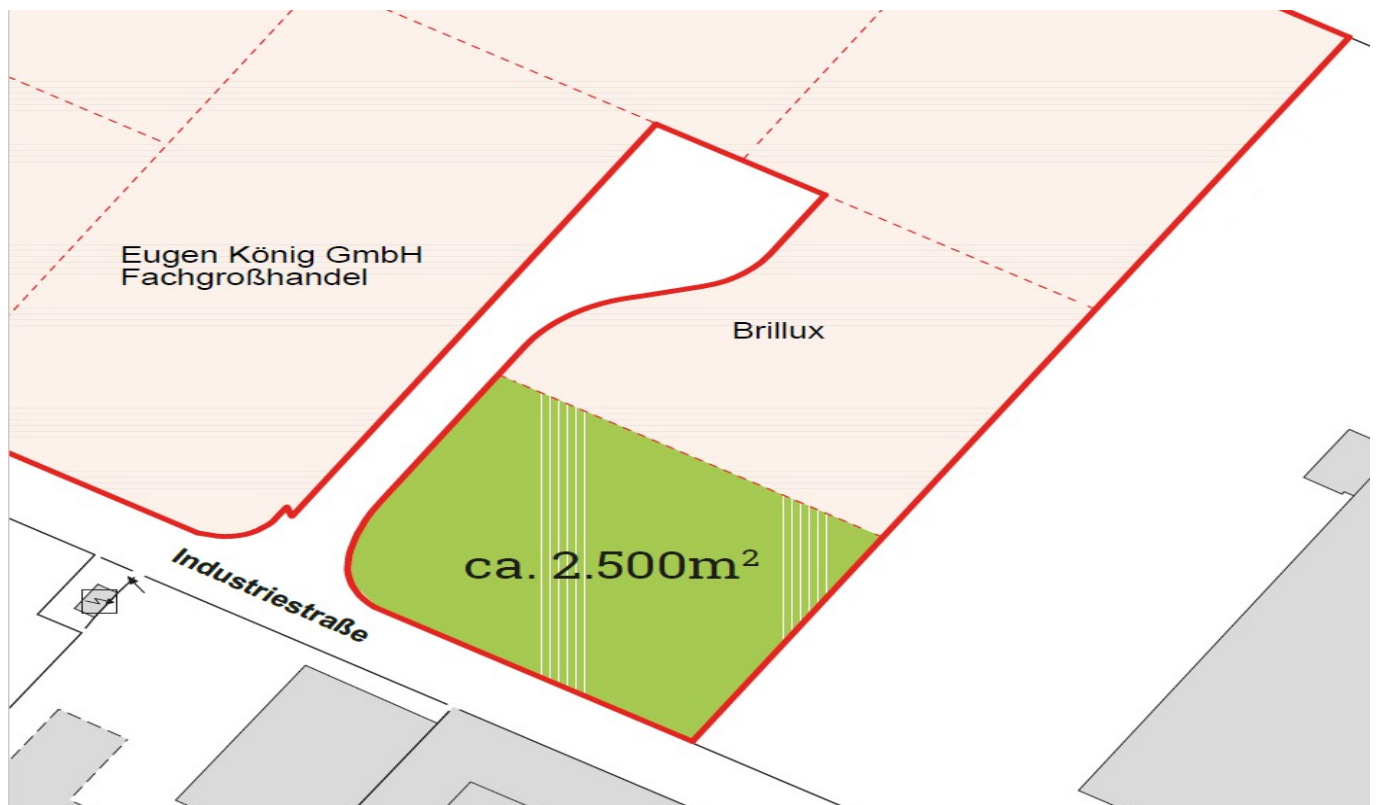 Eugen König GmbH
Fachgroßhandel
Brillux
ca. 2.500m²
Industriestraße